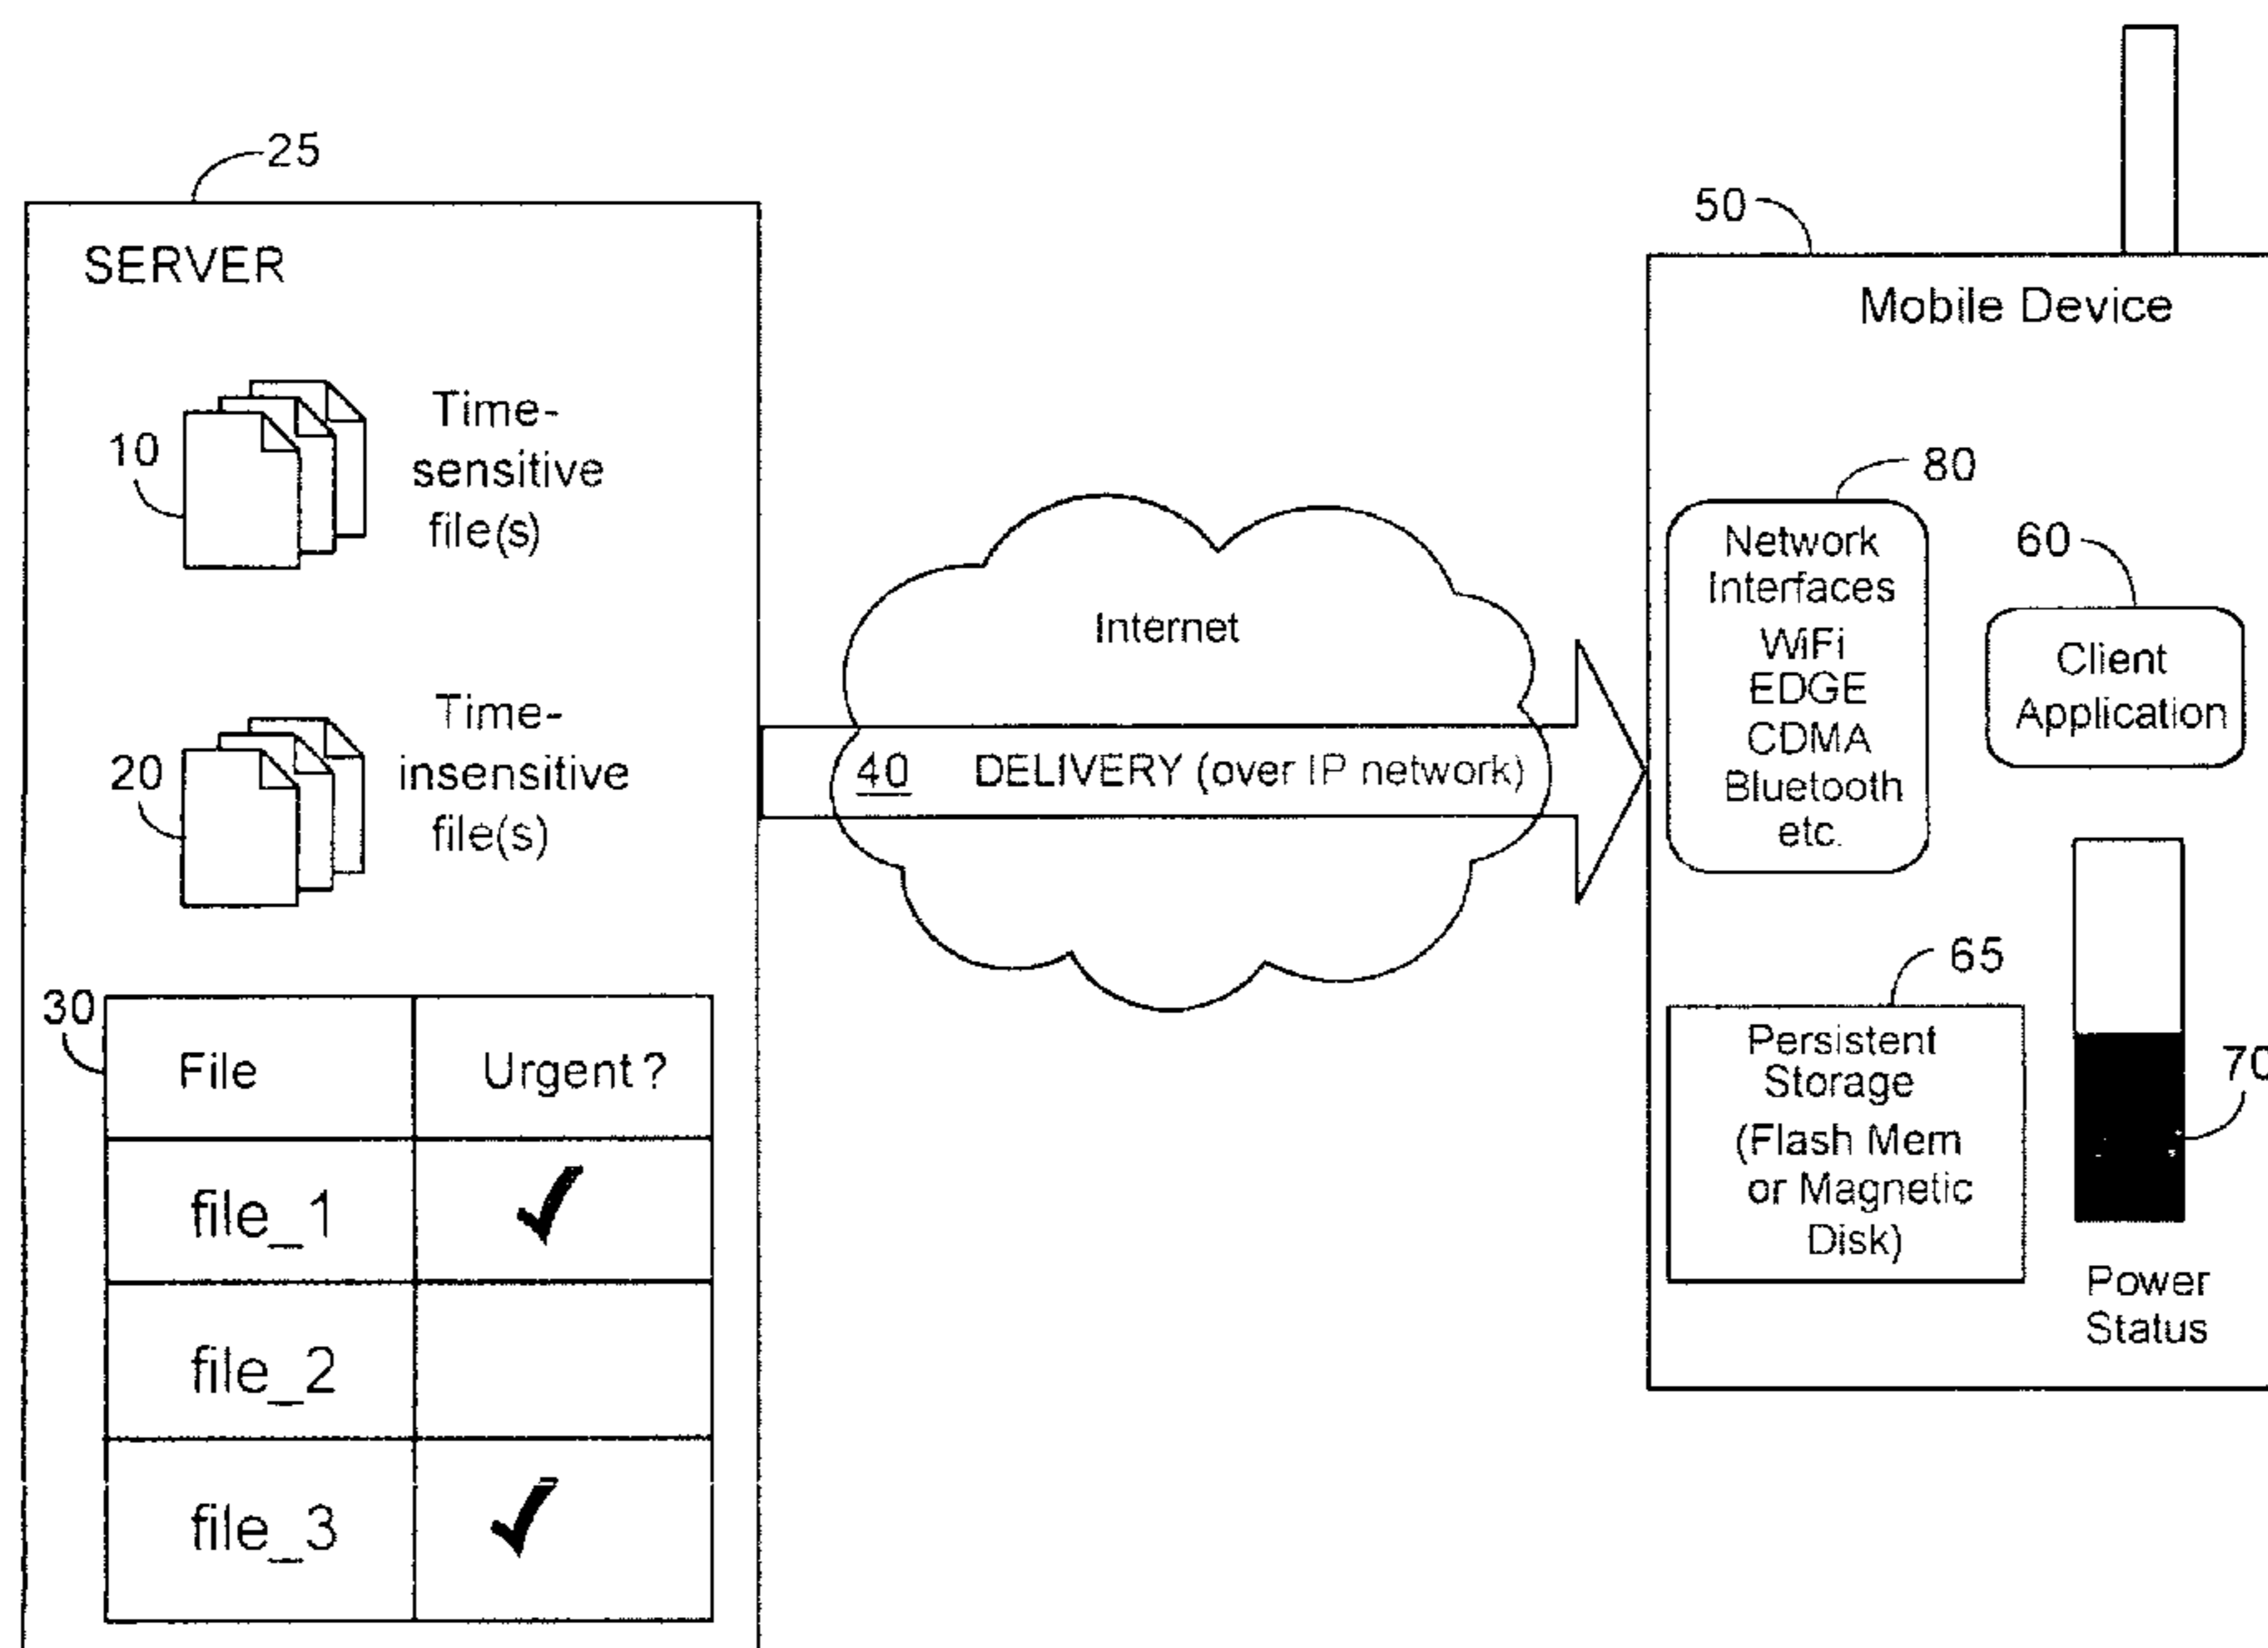 25
SERVER
10
Time-
sensitive
file(s)
20
Time-
insensitive
file(s)
30
File Urgent?
file_1
file_2
file_3
Internet
40 DELIVERY (over IP network)
50
Mobile Device
80
Network
Interfaces
WiFi
EDGE
CDMA
Bluetooth
etc.
60
Client
Application
65
Persistent
Storage
(Flash Mem
or Magnetic
Disk)
70
Power
Status